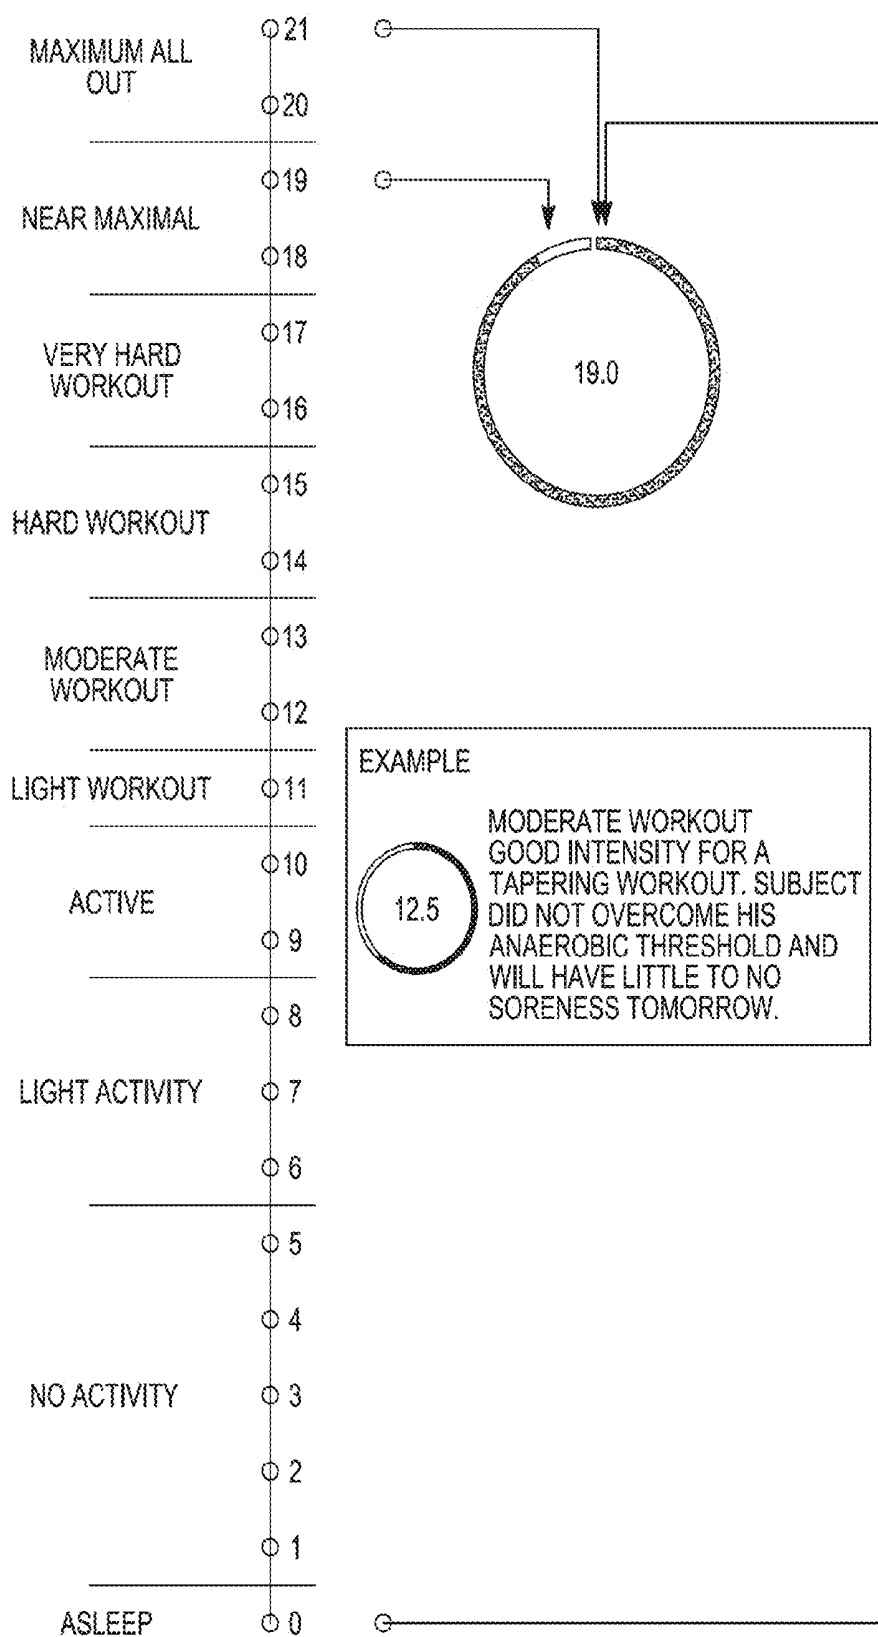 MAXIMUM ALL
OUT
21
20
NEAR MAXIMAL
19
18
VERY HARD
WORKOUT
17
16
19.0
HARD WORKOUT
15
14
MODERATE
WORKOUT
13
12
LIGHT WORKOUT
11
ACTIVE
10
9
EXAMPLE
12.5
MODERATE WORKOUT
GOOD INTENSITY FOR A
TAPERING WORKOUT. SUBJECT
DID NOT OVERCOME HIS
ANAEROBIC THRESHOLD AND
WILL HAVE LITTLE TO NO
SORENESS TOMORROW.
LIGHT ACTIVITY
8
7
6
NO ACTIVITY
5
4
3
2
1
ASLEEP
0